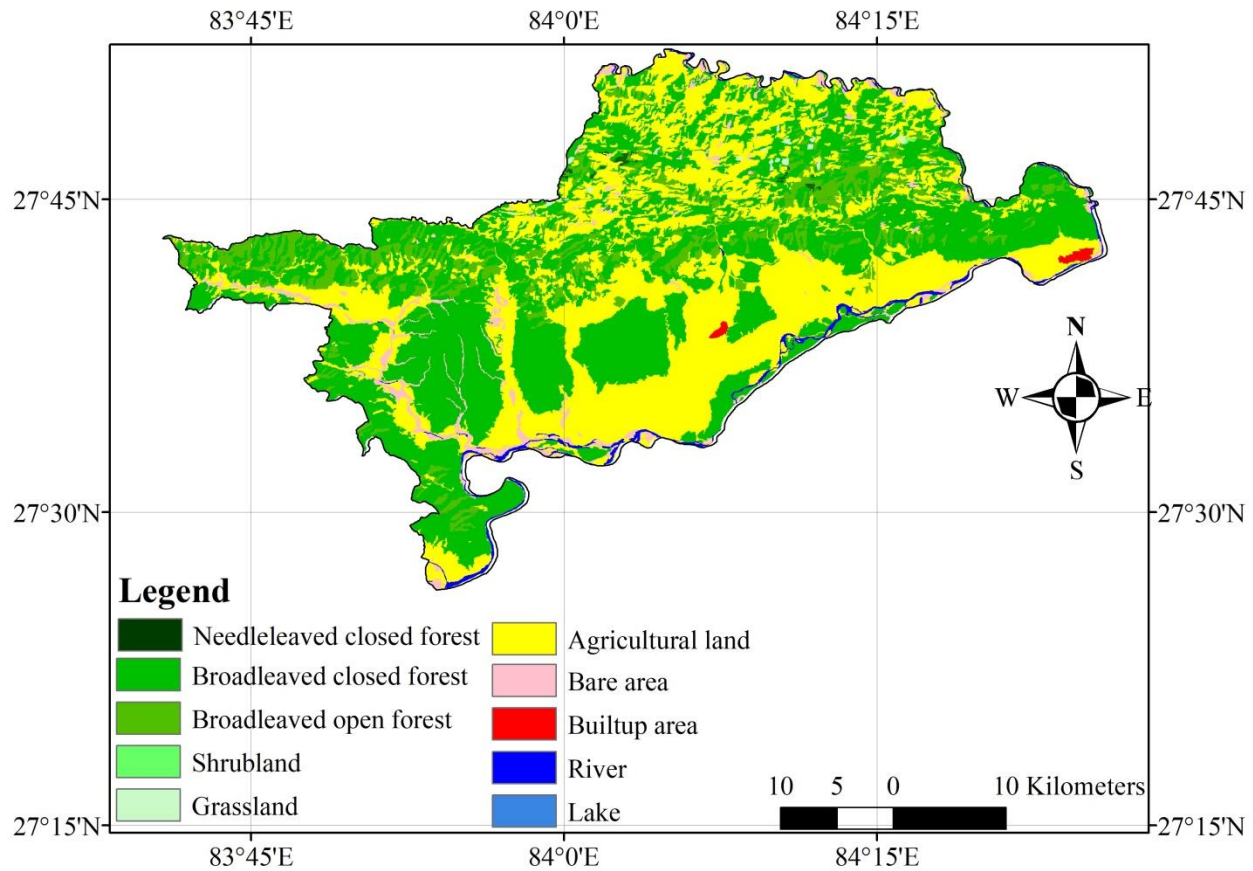 83°45'E 84°0'E 84°15'E
27°45'N 27°45'N
N
W E
S
27°30'N 27°30'N
Legend
Needleleaved closed forest
Broadleaved closed forest
Broadleaved open forest
Shrubland
Grassland
Agricultural land
Bare area
Builtup area
River
Lake
10 5 0 10 Kilometers
27°15'N 27°15'N
83°45'E 84°0'E 84°15'E